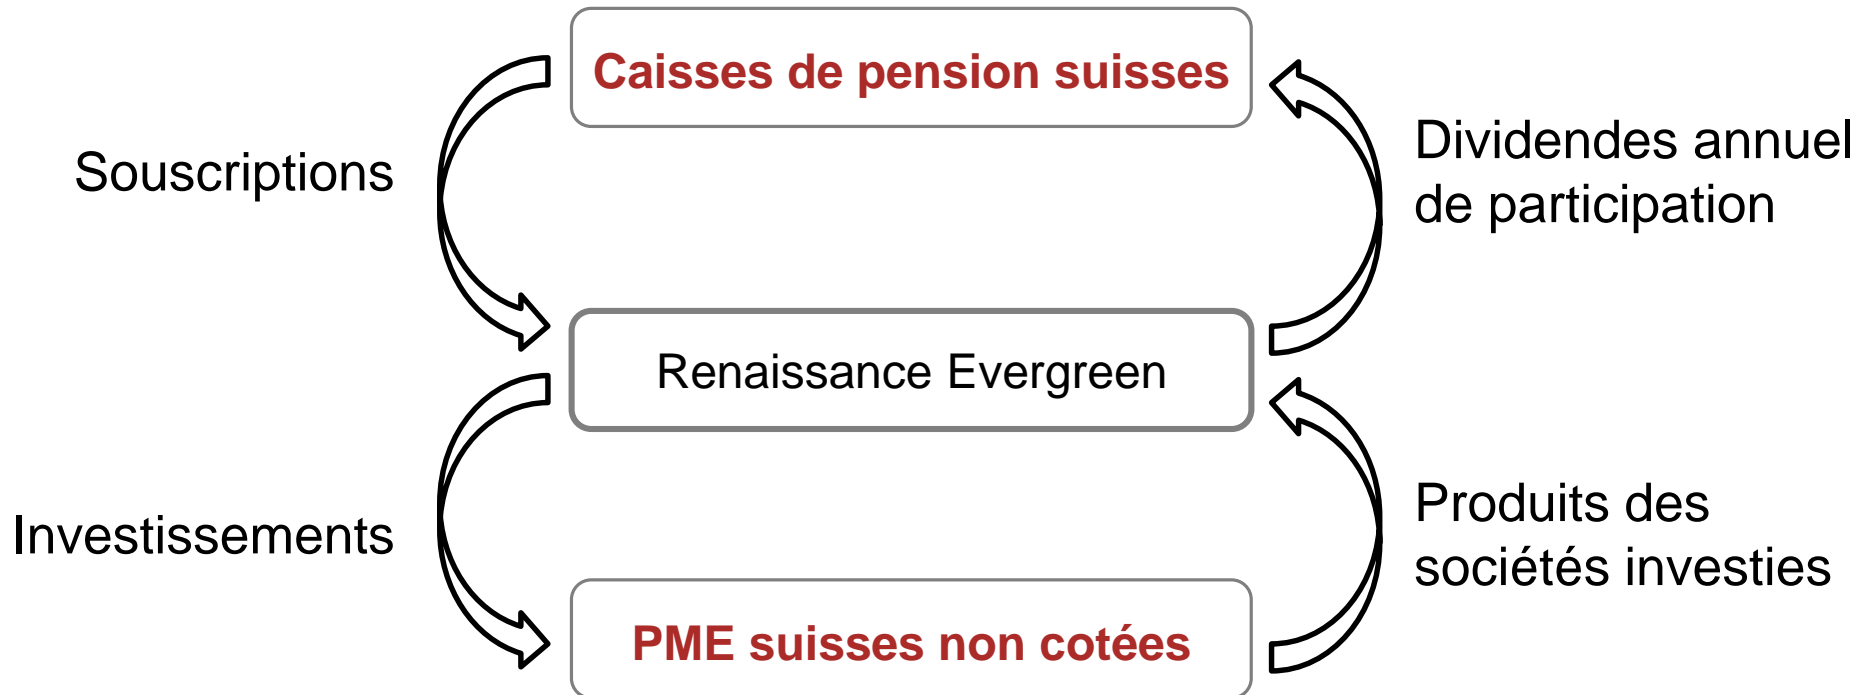 Caisses de pension suisses
Souscriptions
Dividendes annuel
de participation
Renaissance Evergreen
Investissements
Produits des
sociétés investies
PME suisses non cotées